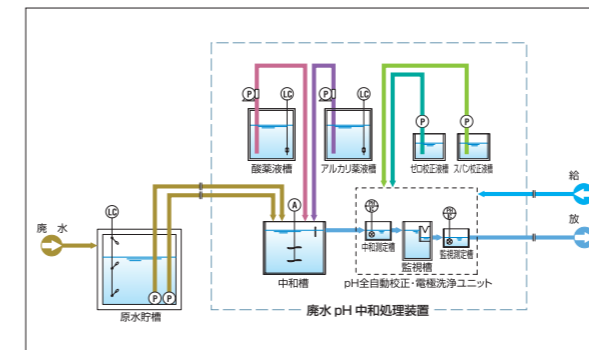 P
LC
P
LC
P
P
酸薬液槽
アルカリ薬液槽
ゼロ校正液槽
スパン校正液槽
給
廃 水
LC
A
放
中和測定槽
監視測定槽
中和槽
監視槽
pH全自動校正・電極洗浄ユニット
P
P
原水貯槽
廃水 pH 中和処理装置